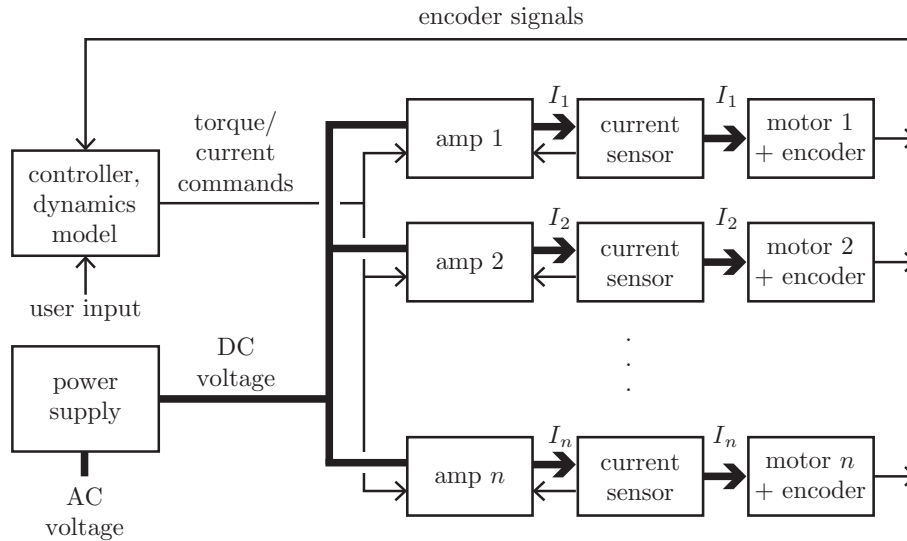 encoder signals
torque/
current
commands
controller,
dynamics
model
user input
power
supply
DC
voltage
AC
voltage
amp 1
I₁
current
sensor
I₁
motor 1
+ encoder
amp 2
I₂
current
sensor
I₂
motor 2
+ encoder
.
.
.
amp n
Iₙ
current
sensor
Iₙ
motor n
+ encoder